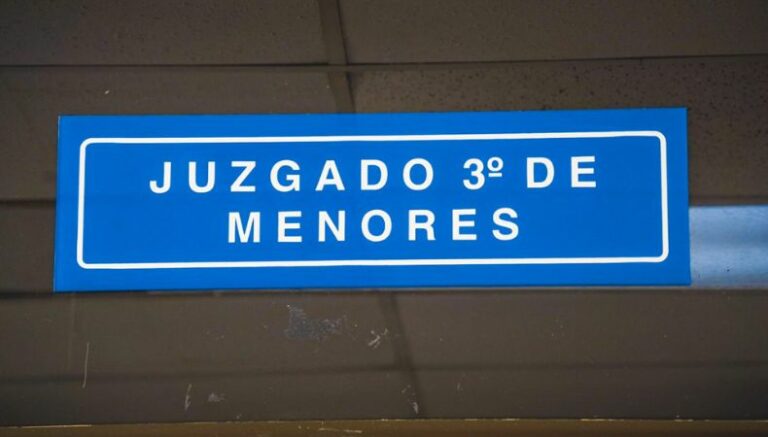 JUZGADO 3º DE
MENORES